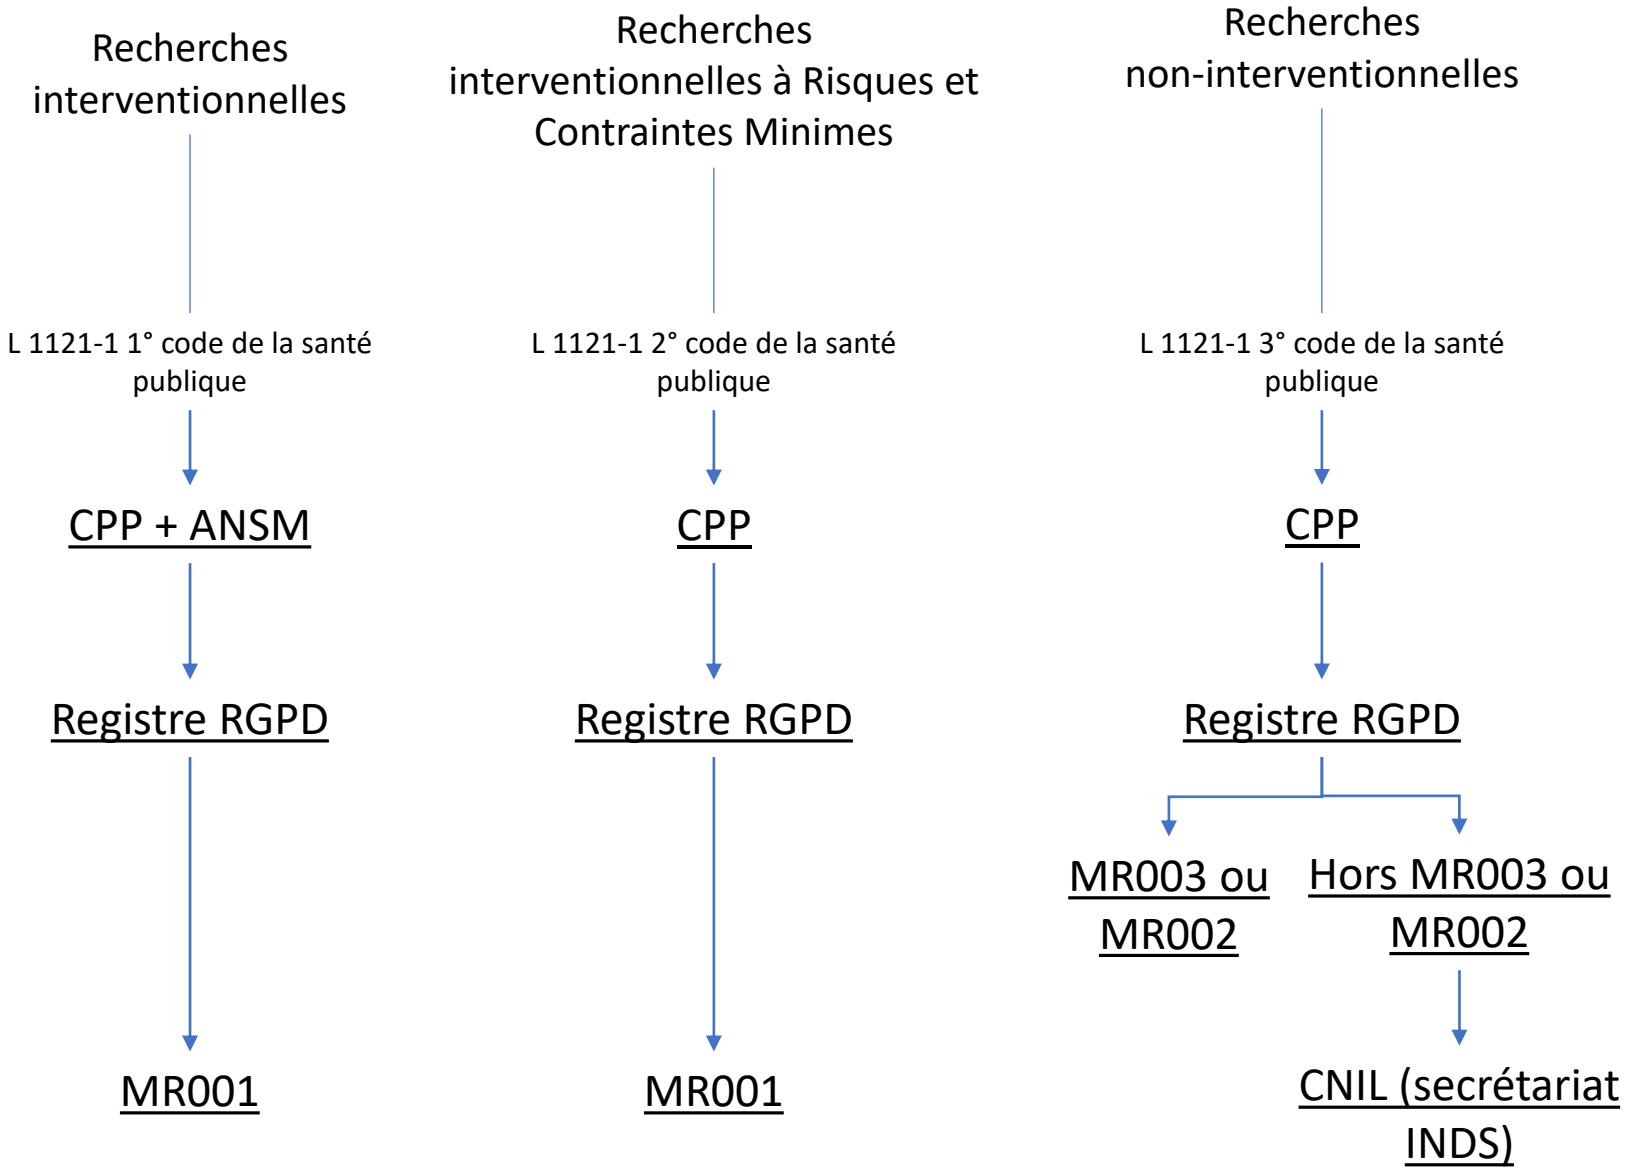 Recherches
interventionnelles
L 1121-1 1° code de la santé
publique
CPP + ANSM
Registre RGPD
MR001
Recherches
interventionnelles à Risques et
Contraintes Minimes
L 1121-1 2° code de la santé
publique
CPP
Registre RGPD
MR001
Recherches
non-interventionnelles
L 1121-1 3° code de la santé
publique
CPP
Registre RGPD
MR003 ou
MR002
Hors MR003 ou
MR002
CNIL (secrétariat
INDS)